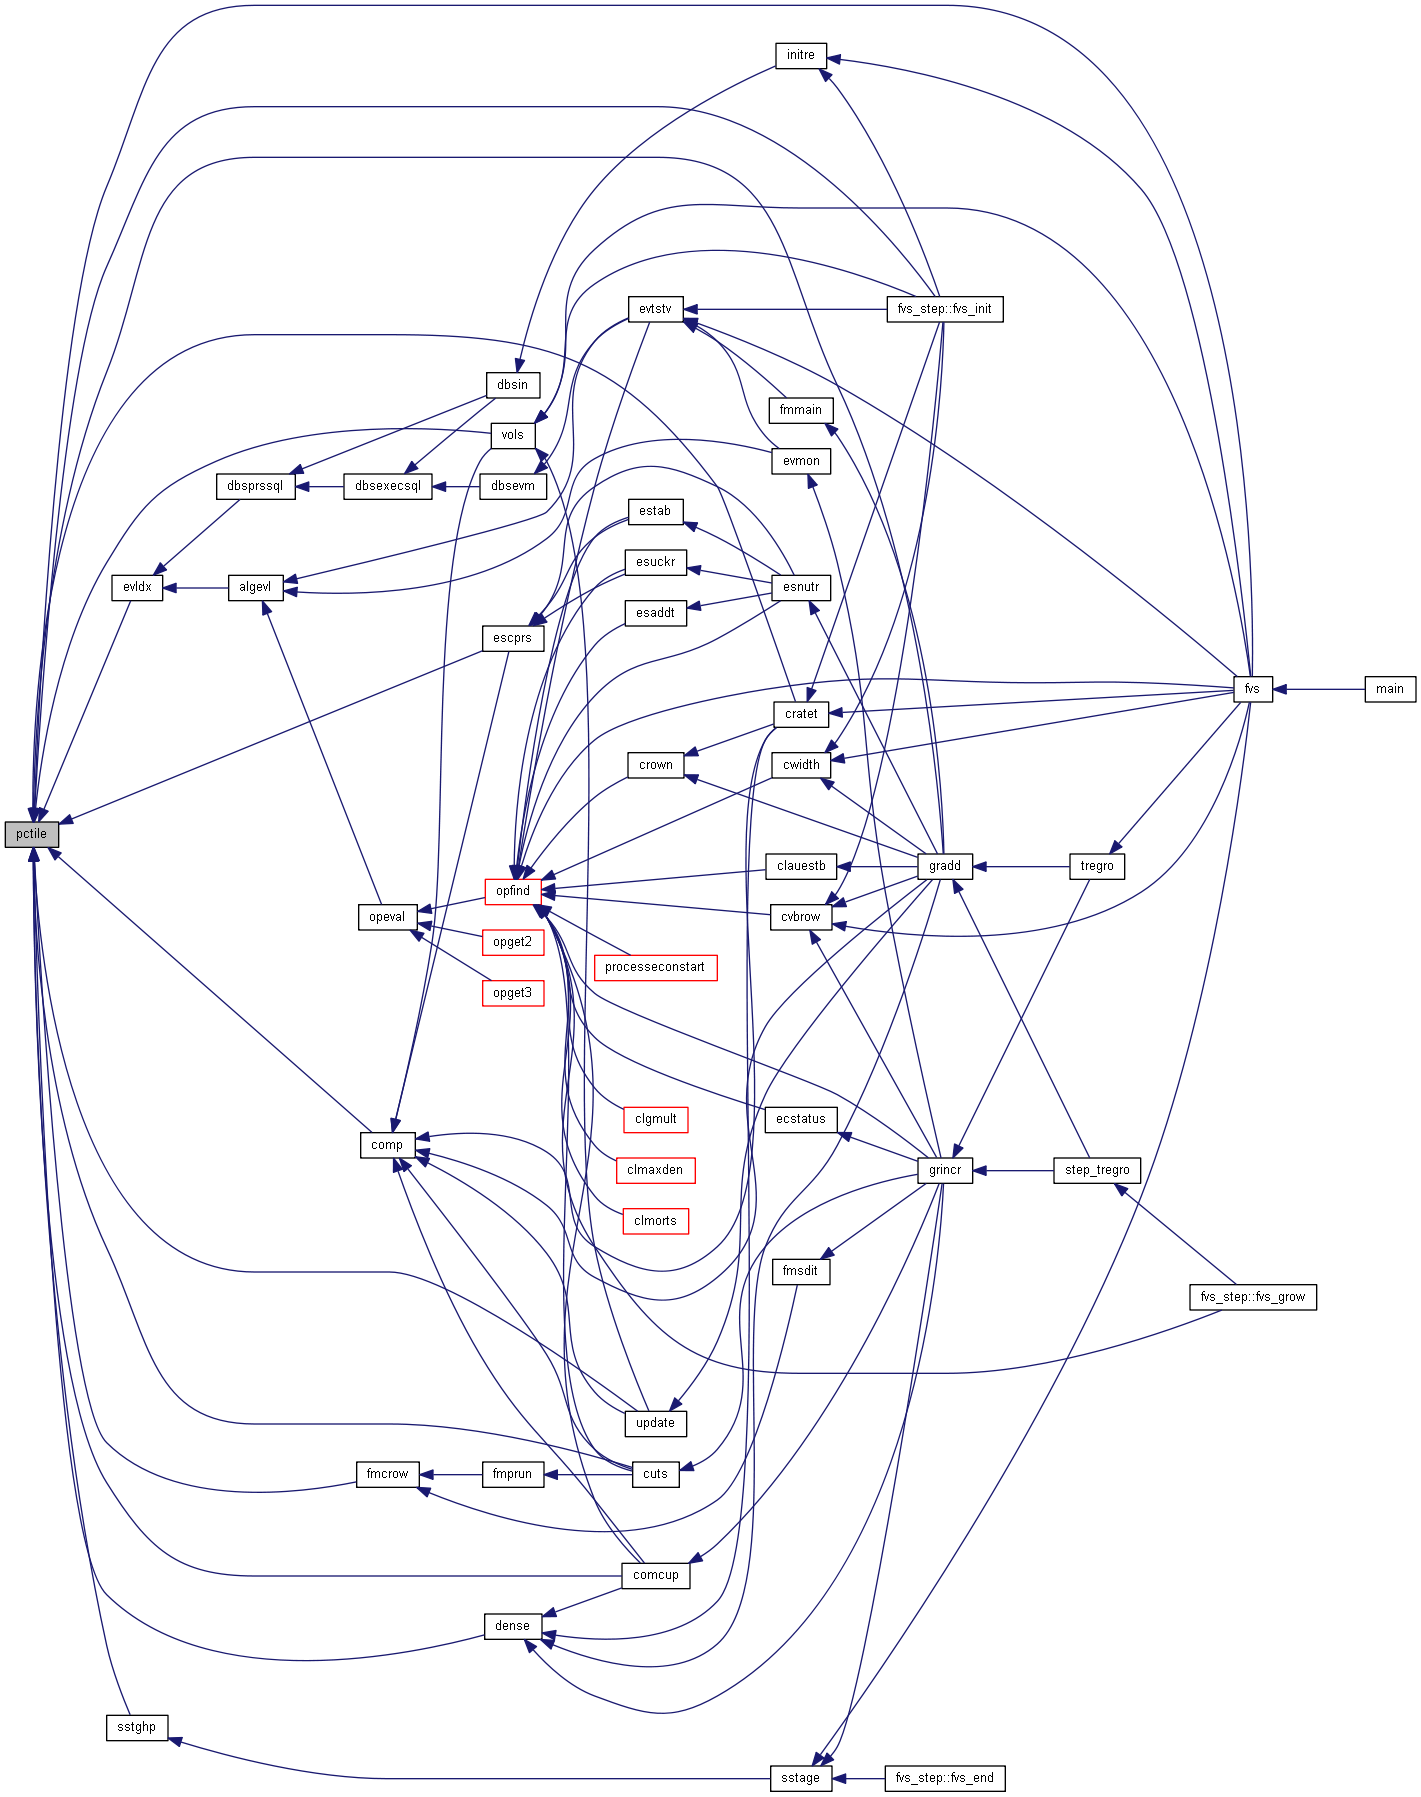 initre
evtstv
fvs_step::fvs_init
dbsin
fmmain
vols
evmon
dbsprssql
dbsexecsql
dbsevm
estab
esuckr
evldx
algevl
esnutr
esaddt
escprs
fvs
main
cratet
crown
cwidth
pctile
clauestb
gradd
tregro
opfind
opeval
cvbrow
opget2
processeconstart
opget3
clgmult
ecstatus
comp
clmaxden
grincr
step_tregro
clmorts
fmsdit
fvs_step::fvs_grow
update
fmcrow
fmprun
cuts
comcup
dense
sstghp
sstage
fvs_step::fvs_end